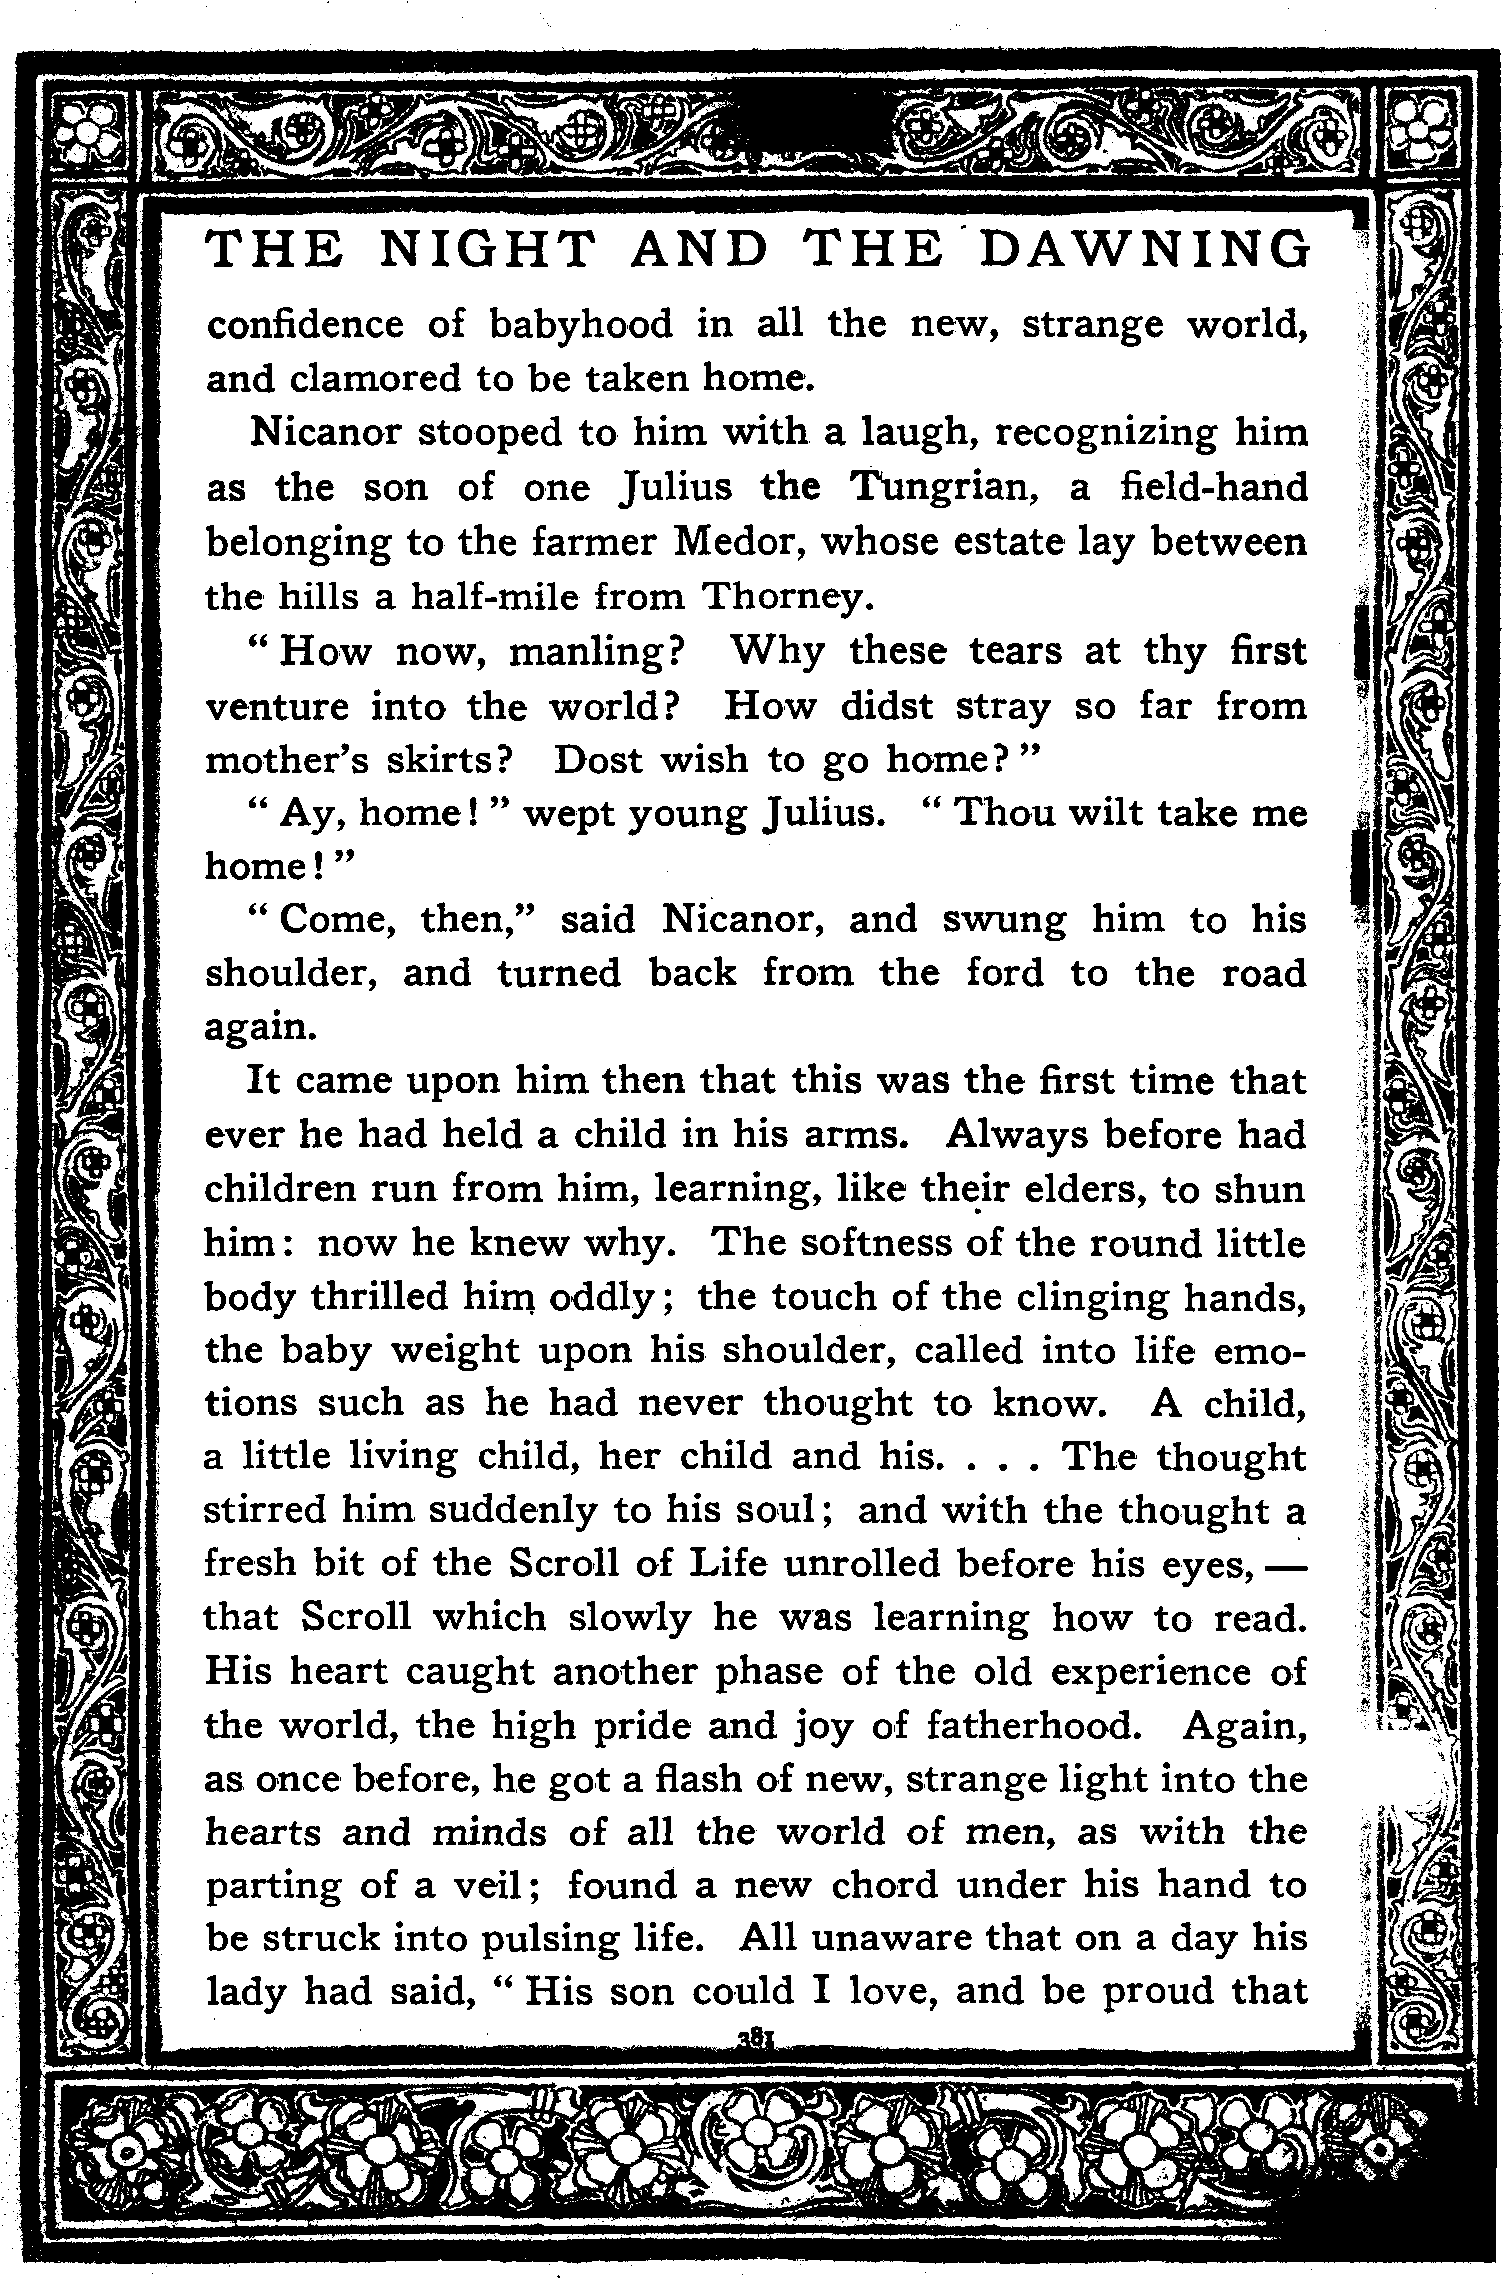 THE NIGHT AND THE DAWNING
confidence of babyhood in all the new, strange world,
and clamored to be taken home.
Nicanor stooped to him with a laugh, recognizing him
as the son of one Julius the Tungrian, a field-hand
belonging to the farmer Medor, whose estate lay between
the hills a half-mile from Thorney.
“ How now, manling? Why these tears at thy first
venture into the world? How didst stray so far from
mother’s skirts? Dost wish to go home? ”
“ Ay, home! ” wept young Julius. “ Thou wilt take me
home! ”
“ Come, then,” said Nicanor, and swung him to his
shoulder, and turned back from the ford to the road
again.
It came upon him then that this was the first time that
ever he had held a child in his arms. Always before had
children run from him, learning, like their elders, to shun
him: now he knew why. The softness of the round little
body thrilled him oddly; the touch of the clinging hands,
the baby weight upon his shoulder, called into life emo-
tions such as he had never thought to know. A child,
a little living child, her child and his. . . . The thought
stirred him suddenly to his soul; and with the thought a
fresh bit of the Scroll of Life unrolled before his eyes, —
that Scroll which slowly he was learning how to read.
His heart caught another phase of the old experience of
the world, the high pride and joy of fatherhood. Again,
as once before, he got a flash of new, strange light into the
hearts and minds of all the world of men, as with the
parting of a veil; found a new chord under his hand to
be struck into pulsing life. All unaware that on a day his
lady had said, “ His son could I love, and be proud that
381